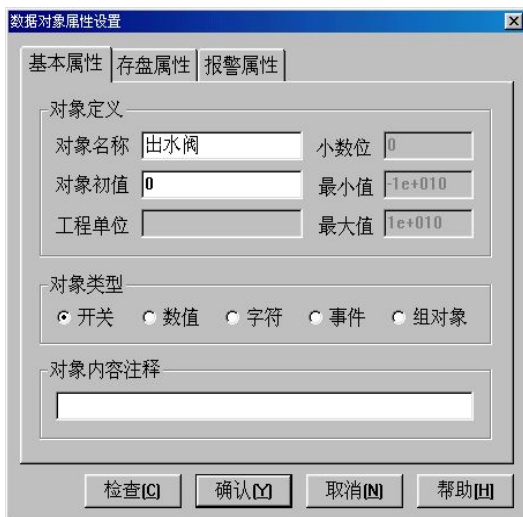 数据对象属性设置
基本属性 存盘属性 报警属性
对象定义
对象名称 出水阀 小数位 0
对象初值 0 最小值 -1e+010
工程单位 最大值 1e+010
对象类型
开关 数值 字符 事件 组对象
对象内容注释
检查[C] 确认[Y] 取消[N] 帮助[H]